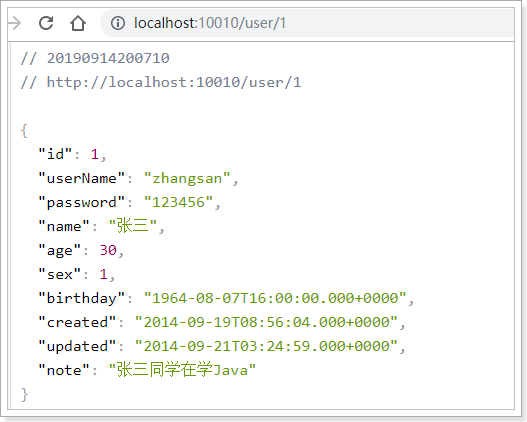 localhost:10010/user/1
// 20190914200710
// http://localhost:10010/user/1
{
"id": 1,
"userName": "zhangsan",
"password": "123456",
"name": "张三",
"age": 30,
"sex": 1,
"birthday": "1964-08-07T16:00:00.000+0000",
"created": "2014-09-19T08:56:04.000+0000",
"updated": "2014-09-21T03:24:59.000+0000",
"note": "张三同学在学Java"
}